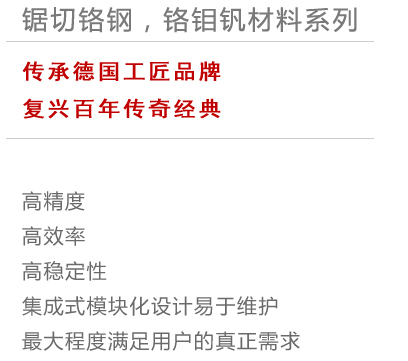 锯切铬钢，铬钼钒材料系列
传承德国工匠品牌
复兴百年传奇经典
高精度
高效率
高稳定性
集成式模块化设计易于维护
最大程度满足用户的真正需求